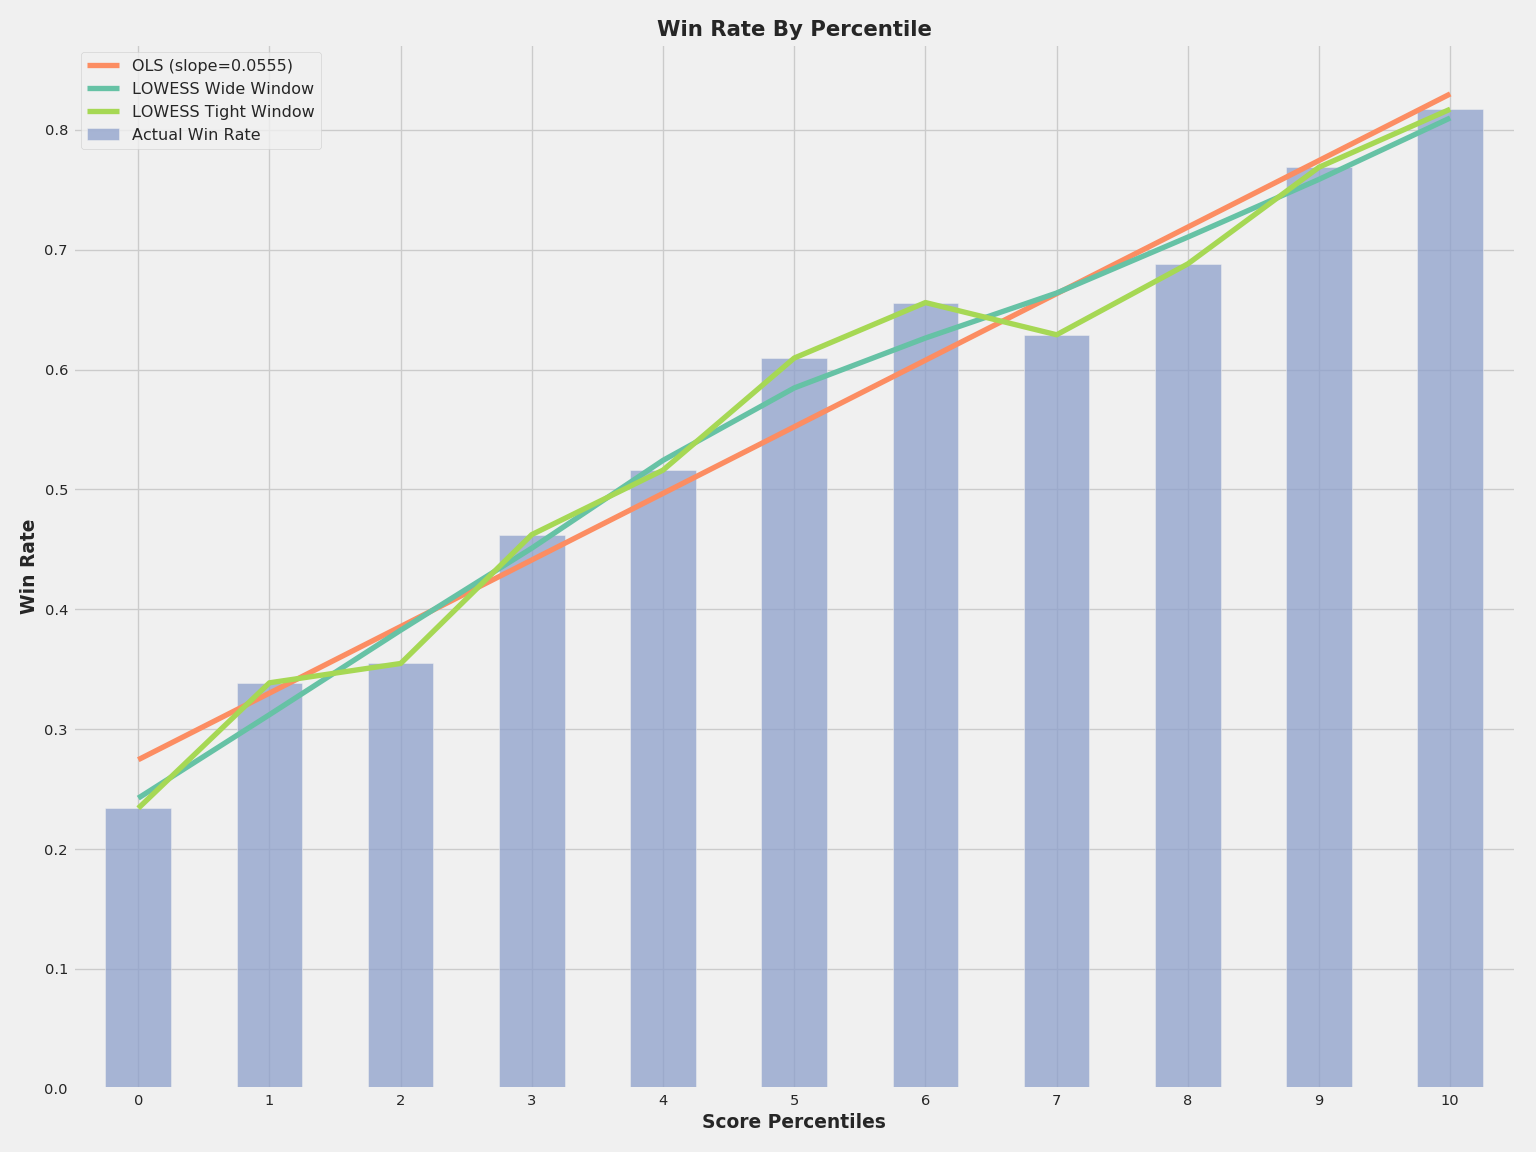 Win Rate By Percentile
OLS (slope=0.0555)
LOWESS Wide Window
LOWESS Tight Window
Actual Win Rate
Win Rate
0.8
0.7
0.6
0.5
0.4
0.3
0.2
0.1
0.0
0 1 2 3 4 5 6 7 8 9 10
Score Percentiles